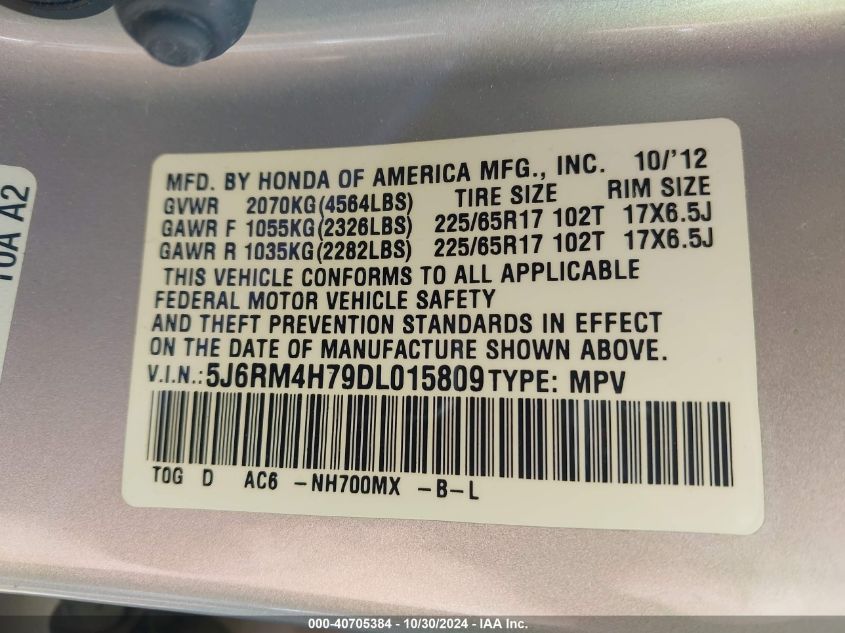 MFD. BY HONDA OF AMERICA MFG., INC. 10/'12
GVWR 2070KG(4564LBS) TIRE SIZE RIM SIZE
GAWR F 1055KG(2326LBS) 225/65R17 102T 17X6.5J
GAWR R 1035KG(2282LBS) 225/65R17 102T 17X6.5J
THIS VEHICLE CONFORMS TO ALL APPLICABLE
FEDERAL MOTOR VEHICLE SAFETY
AND THEFT PREVENTION STANDARDS IN EFFECT
ON THE DATE OF MANUFACTURE SHOWN ABOVE.
V.I.N.:5J6RM4H79DL015809 TYPE: MPV
T0G D AC6 -NH700MX -B-L
T0A A2
000-40705384 - 10/30/2024 - IAA Inc.